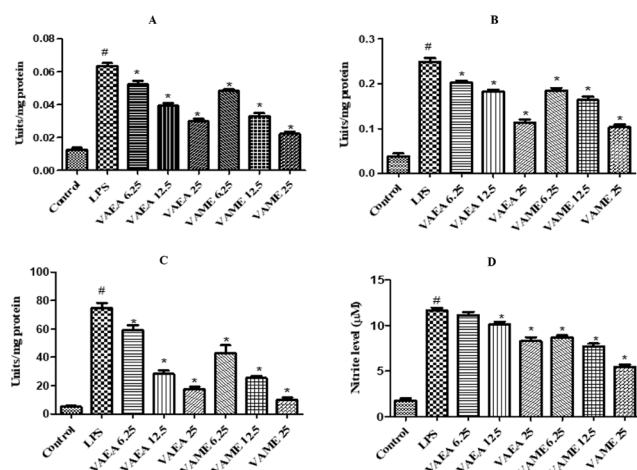 A
Units/mg protein
0.08
0.06
0.04
0.02
0.00
#
*
*
*
*
*
*
Control
LPS
VAEA 6.25
VAEA 12.5
VAEA 25
VAME 6.25
VAME 12.5
VAME 25
B
Units/mg protein
0.3
0.2
0.1
0.0
#
*
*
*
*
*
*
Control
LPS
VAEA 6.25
VAEA 12.5
VAEA 25
VAME 6.25
VAME 12.5
VAME 25
C
Units/mg protein
100
80
60
40
20
0
#
*
*
*
*
*
*
Control
LPS
VAEA 6.25
VAEA 12.5
VAEA 25
VAME 6.25
VAME 12.5
VAME 25
D
Nitrite level (µM)
15
10
5
0
#
*
*
*
*
*
Control
LPS
VAEA 6.25
VAEA 12.5
VAEA 25
VAME 6.25
VAME 12.5
VAME 25